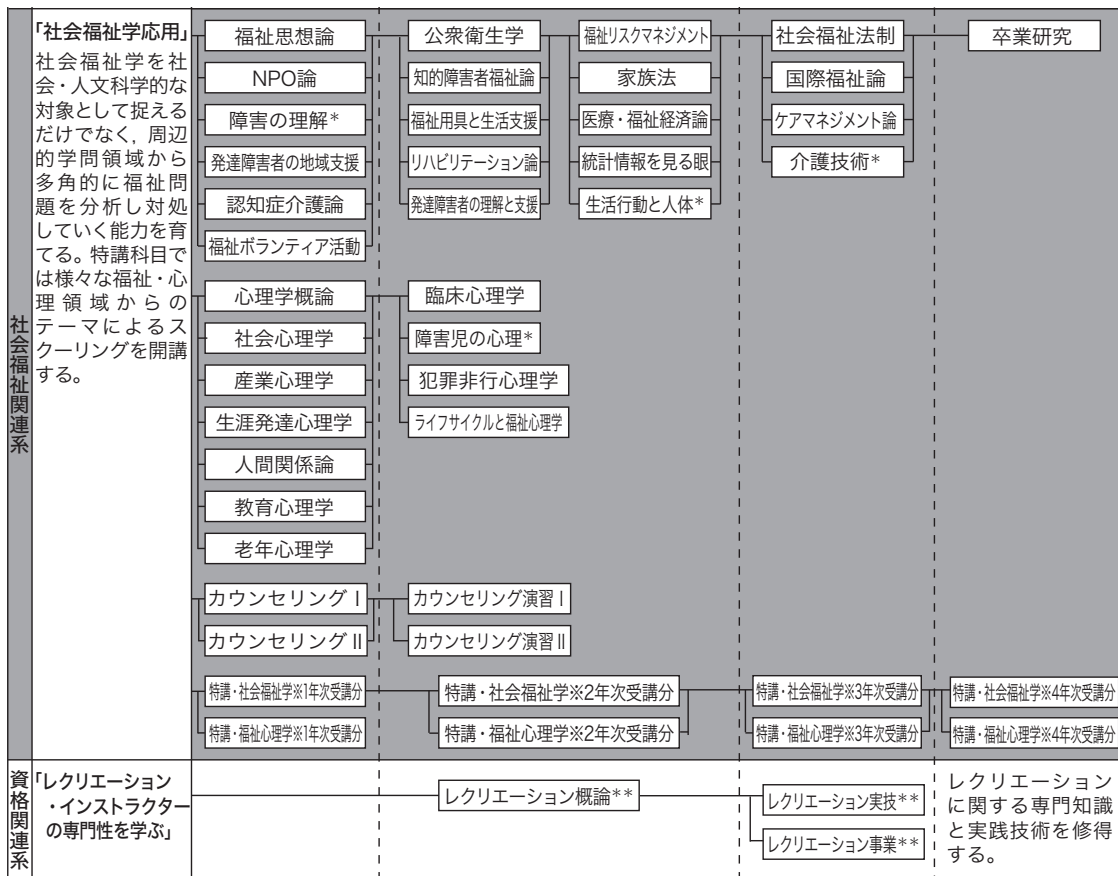 社会福祉関連系
「社会福祉学応用」
社会福祉学を社
会・人文科学的な
対象として捉える
だけでなく，周辺
的学問領域から
多角的に福祉問
題を分析し対処
していく能力を育
てる。特講科目で
は様々な福祉・心
理領域からの
テーマによるス
クーリングを開講
する。
福祉思想論
NPO論
障害の理解*
発達障害者の地域支援
認知症介護論
福祉ボランティア活動
公衆衛生学
知的障害者福祉論
福祉用具と生活支援
リハビリテーション論
発達障害者の理解と支援
福祉リスクマネジメント
家族法
医療・福祉経済論
統計情報を見る眼
生活行動と人体*
社会福祉法制
国際福祉論
ケアマネジメント論
介護技術*
卒業研究
心理学概論
社会心理学
産業心理学
生涯発達心理学
人間関係論
教育心理学
老年心理学
臨床心理学
障害児の心理*
犯罪非行心理学
ライフサイクルと福祉心理学
カウンセリングⅠ
カウンセリングⅡ
カウンセリング演習Ⅰ
カウンセリング演習Ⅱ
特講・社会福祉学※1年次受講分
特講・福祉心理学※1年次受講分
特講・社会福祉学※2年次受講分
特講・福祉心理学※2年次受講分
特講・社会福祉学※3年次受講分
特講・福祉心理学※3年次受講分
特講・社会福祉学※4年次受講分
特講・福祉心理学※4年次受講分
資格関連系
「レクリエーション
・インストラクター
の専門性を学ぶ」
レクリエーション概論**
レクリエーション実技**
レクリエーション事業**
レクリエーション
に関する専門知識
と実践技術を修得
する。